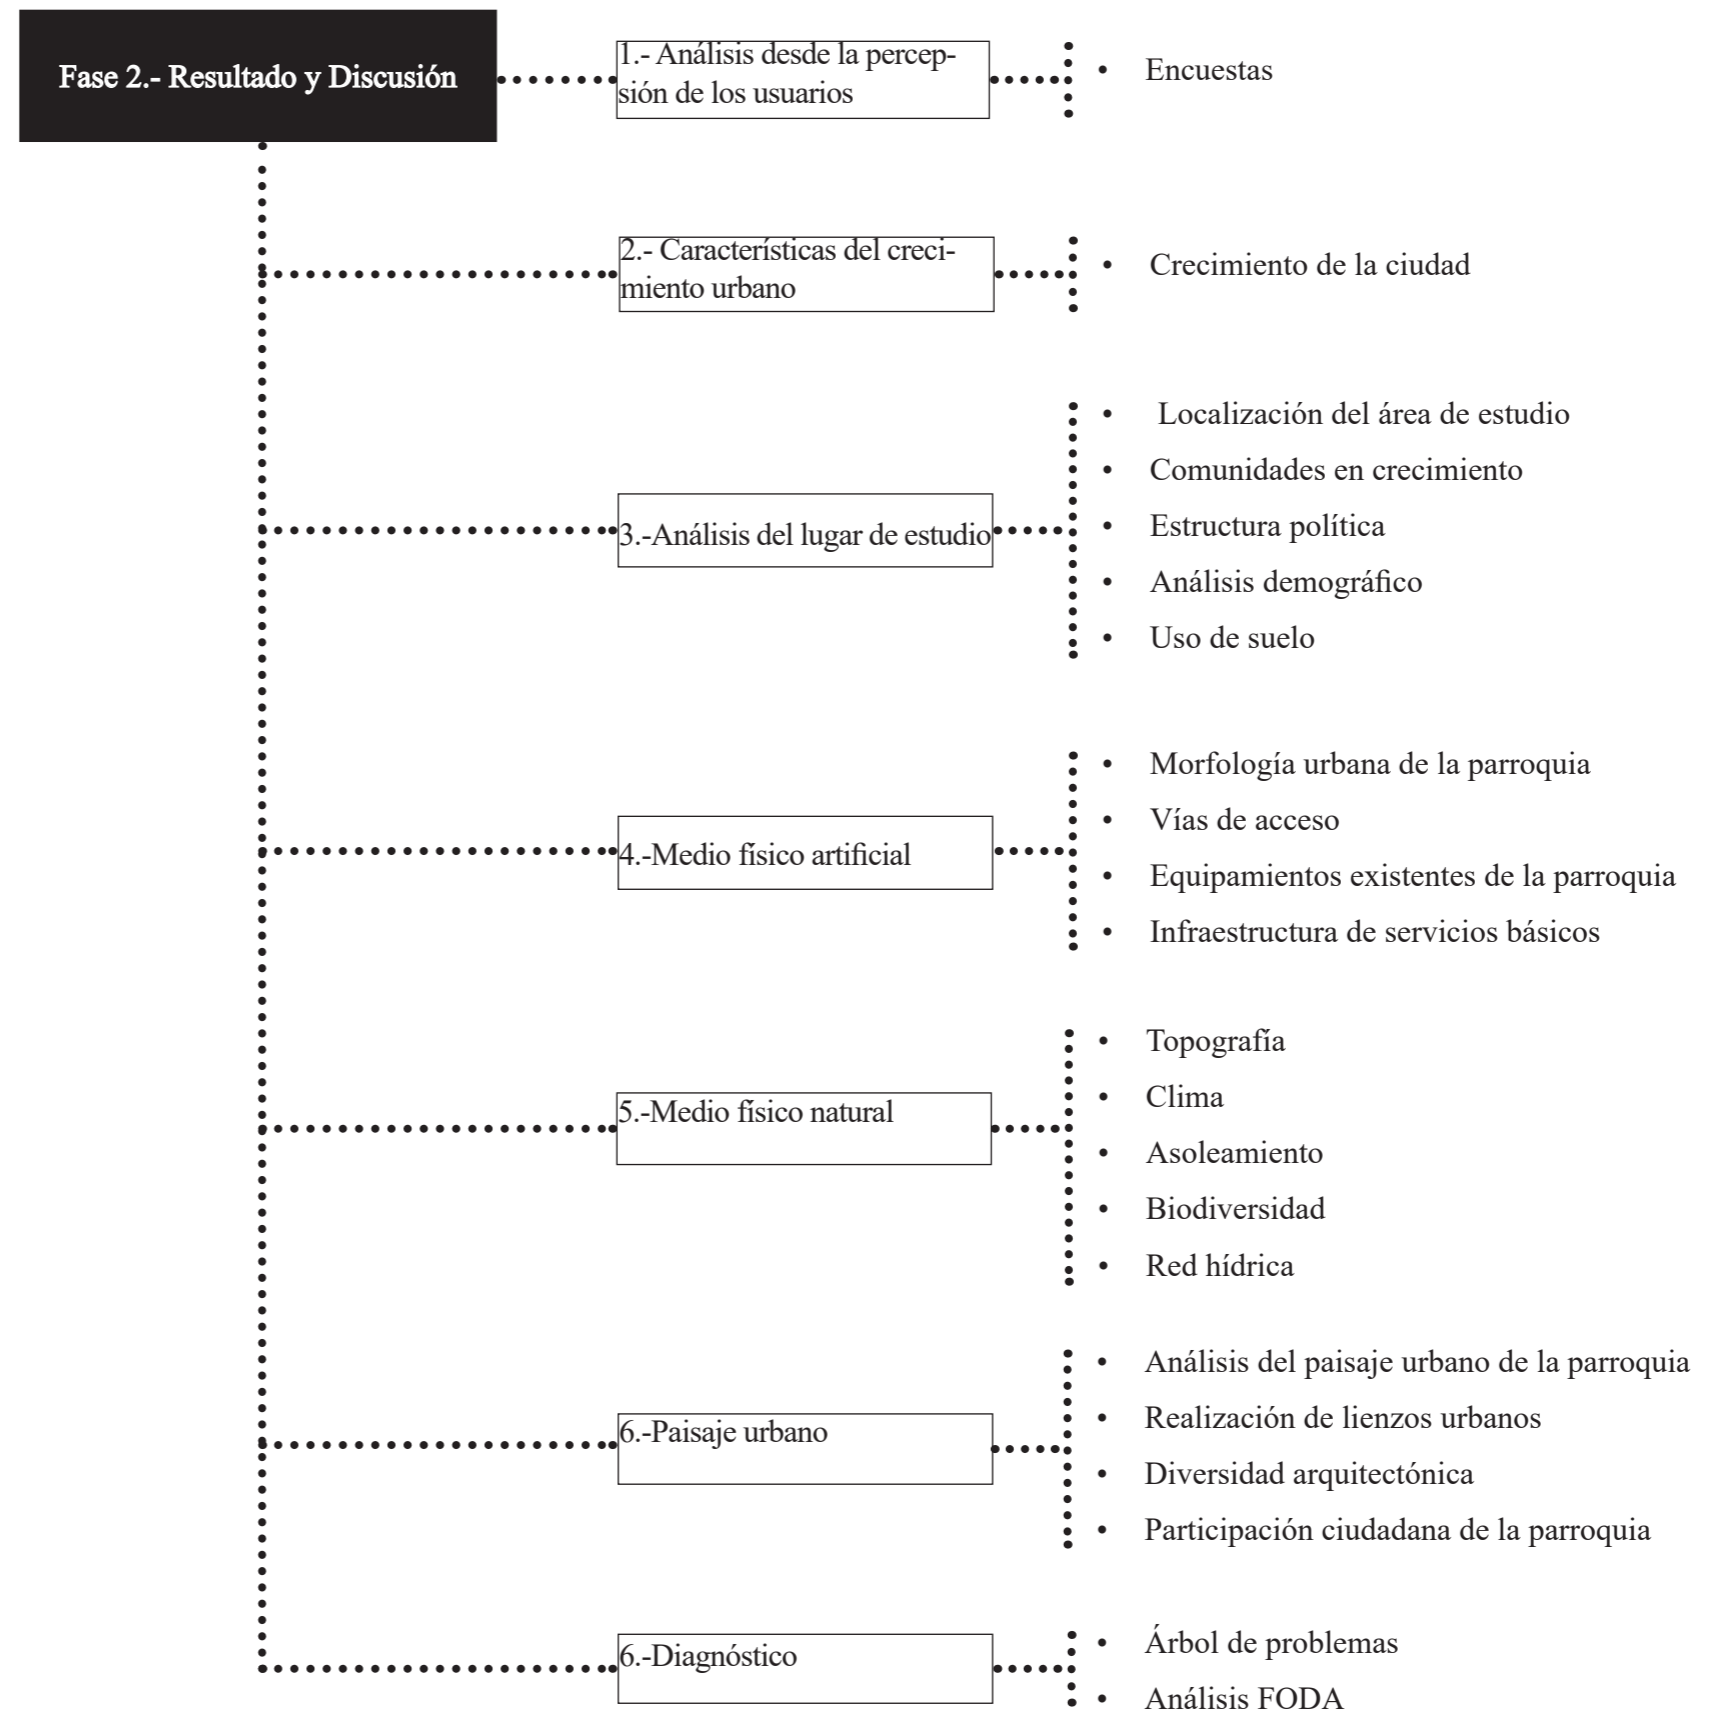 Fase 2.- Resultado y Discusión
1.- Análisis desde la percep-
sión de los usuarios
• Encuestas
2.- Características del creci-
miento urbano
• Crecimiento de la ciudad
3.-Análisis del lugar de estudio
• Localización del área de estudio
• Comunidades en crecimiento
• Estructura política
• Análisis demográfico
• Uso de suelo
4.-Medio físico artificial
• Morfología urbana de la parroquia
• Vías de acceso
• Equipamientos existentes de la parroquia
• Infraestructura de servicios básicos
5.-Medio físico natural
• Topografía
• Clima
• Asoleamiento
• Biodiversidad
• Red hídrica
6.-Paisaje urbano
• Análisis del paisaje urbano de la parroquia
• Realización de lienzos urbanos
• Diversidad arquitectónica
• Participación ciudadana de la parroquia
6.-Diagnóstico
• Árbol de problemas
• Análisis FODA